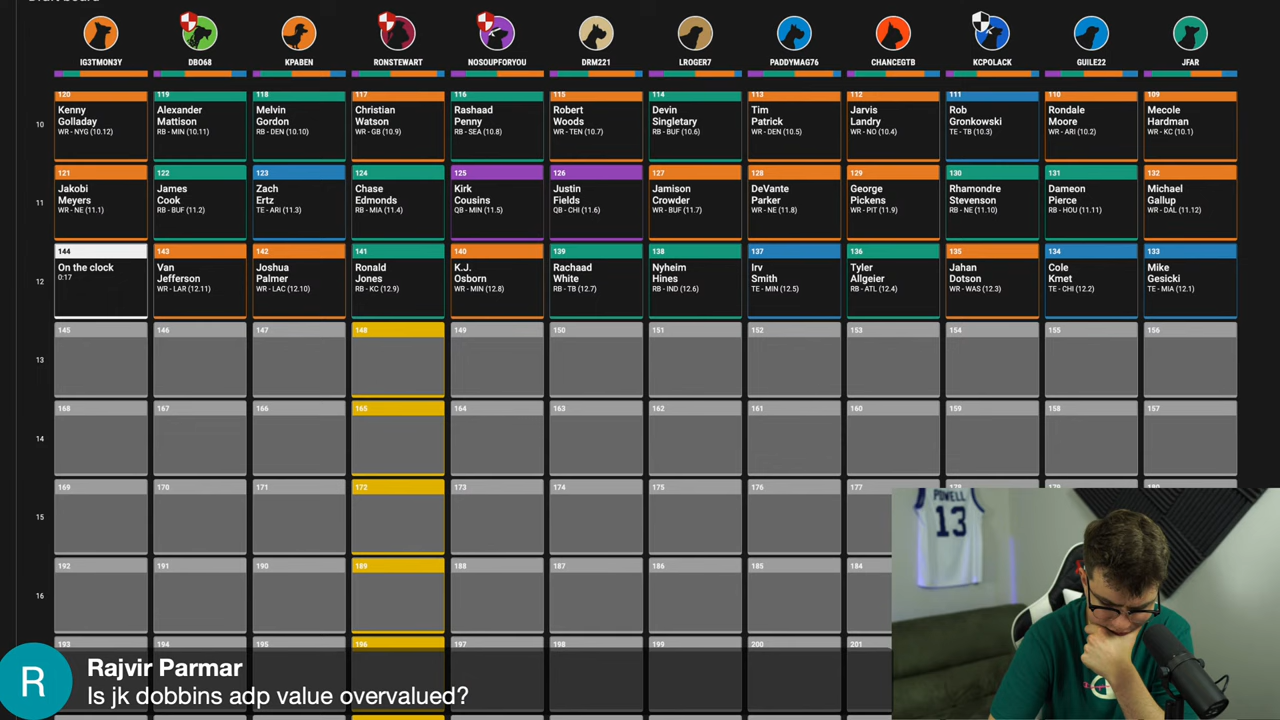 IG3TMON3Y DBO68 KPABEN RONSTEWART NOSOUPFORYOU DRM221 LROGER7 PADDYMAG76 CHANCEGTB KCPOLACK GUILE22 JFAR
10
120 119 118 117 116 115 114 113 112 111 110 109
Kenny Alexander Melvin Christian Rashaad Robert Devin Tim Jarvis Rob Rondale Mecole
Golladay Mattison Gordon Watson Penny Woods Singletary Patrick Landry Gronkowski Moore Hardman
WR - NYG (10.12) RB - MIN (10.11) RB - DEN (10.10) WR - GB (10.9) RB - SEA (10.8) WR - TEN (10.7) RB - BUF (10.6) WR - DEN (10.5) WR - NO (10.4) TE - TB (10.3) WR - ARI (10.2) WR - KC (10.1)
11
121 122 123 124 125 126 127 128 129 130 131 132
Jakobi James Zach Chase Kirk Justin Jamison DeVante George Rhamondre Dameon Michael
Meyers Cook Ertz Edmonds Cousins Fields Crowder Parker Pickens Stevenson Pierce Gallup
WR - NE (11.1) RB - BUF (11.2) TE - ARI (11.3) RB - MIA (11.4) QB - MIN (11.5) QB - CHI (11.6) WR - BUF (11.7) WR - NE (11.8) WR - PIT (11.9) RB - NE (11.10) RB - HOU (11.11) WR - DAL (11.12)
12
144 143 142 141 140 139 138 137 136 135 134 133
On the clock Van Joshua Ronald K.J. Rachaad Nyheim Irv Tyler Jahan Cole Mike
0:17 Jefferson Palmer Jones Osborn White Hines Smith Allgeier Dotson Kmet Gesicki
WR - LAR (12.11) WR - LAC (12.10) RB - KC (12.9) WR - MIN (12.8) RB - TB (12.7) RB - IND (12.6) TE - MIN (12.5) RB - ATL (12.4) WR - WAS (12.3) TE - CHI (12.2) TE - MIA (12.1)
13
145 146 147 148 149 150 151 152 153 154 155 156
14
168 167 166 165 164 163 162 161 160 159 158 157
15
169 170 171 172 173 174 175 176 177
16
192 191 190 189 188 187 186 185 184
193 194 195 196 197 198 199 200 201
POWELL
13
R
Rajvir Parmar
Is jk dobbins adp value overvalued?